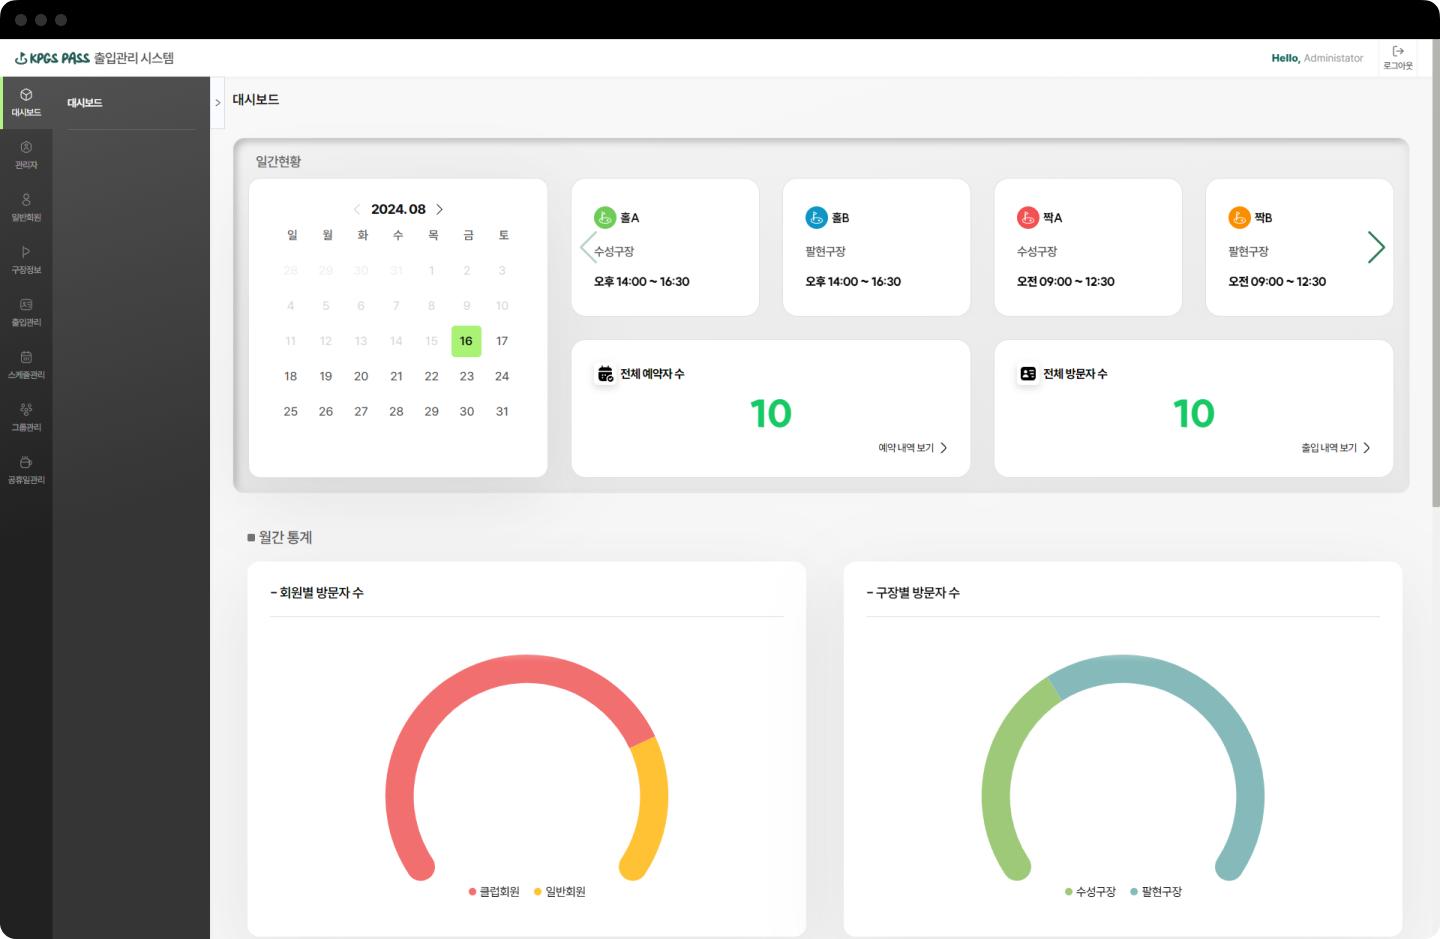 KPGS PASS 출입관리 시스템
Hello, Administator
로그아웃
대시보드
관리자
일반회원
구장정보
출입관리
스케줄관리
그룹관리
공휴일관리
대시보드
대시보드
일간현황
2024.08
일 월 화 수 목 금 토
28 29 30 31 1 2 3
4 5 6 7 8 9 10
11 12 13 14 15 16 17
18 19 20 21 22 23 24
25 26 27 28 29 30 31
홀A
수성구장
오후 14:00 ~ 16:30
홀B
팔현구장
오후 14:00 ~ 16:30
짝A
수성구장
오전 09:00 ~ 12:30
짝B
팔현구장
오전 09:00 ~ 12:30
전체 예약자 수
10
예약 내역 보기
전체 방문자 수
10
출입 내역 보기
월간 통계
- 회원별 방문자 수
클럽회원 일반회원
- 구장별 방문자 수
수성구장 팔현구장